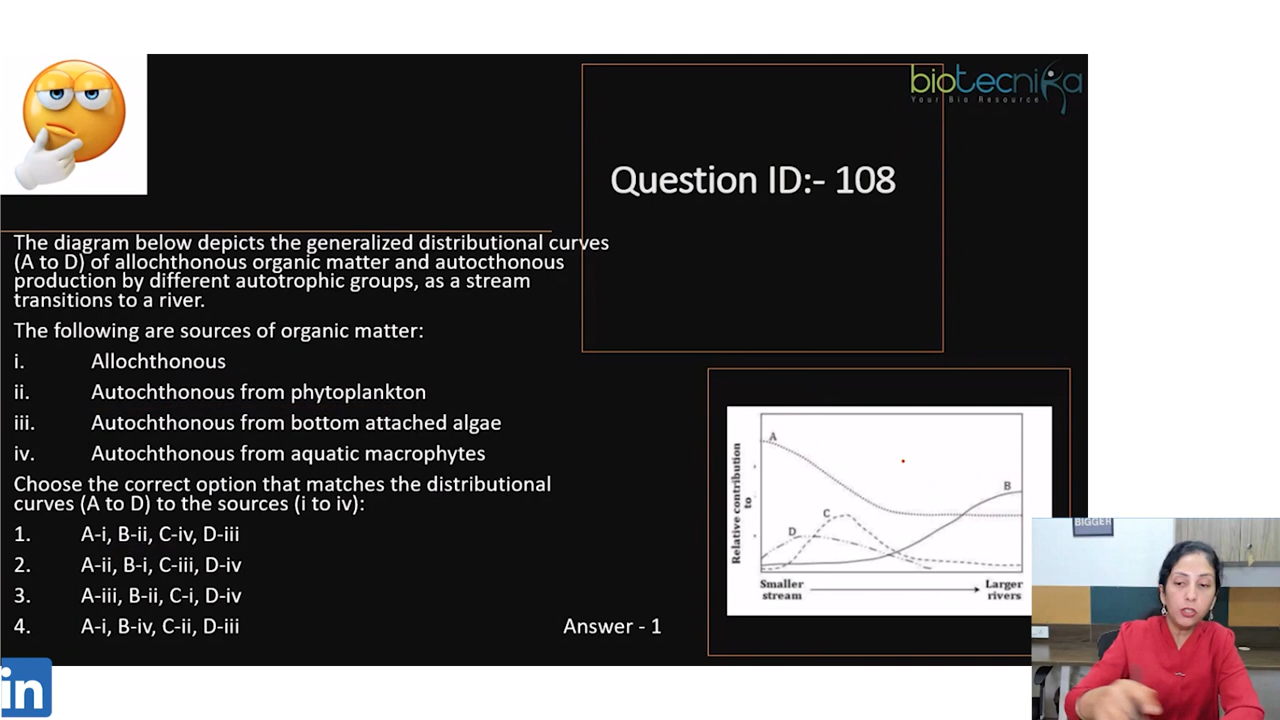 biotecnika
Your Bio Resource
Question ID:- 108
The diagram below depicts the generalized distributional curves
(A to D) of allochthonous organic matter and autocthonous
production by different autotrophic groups, as a stream
transitions to a river.
The following are sources of organic matter:
i. Allochthonous
ii. Autochthonous from phytoplankton
iii. Autochthonous from bottom attached algae
iv. Autochthonous from aquatic macrophytes
Choose the correct option that matches the distributional
curves (A to D) to the sources (i to iv):
1. A-i, B-ii, C-iv, D-iii
2. A-ii, B-i, C-iii, D-iv
3. A-iii, B-ii, C-i, D-iv
4. A-i, B-iv, C-ii, D-iii
Answer - 1
Relative contribution
to
A
B
C
D
Smaller
stream
Larger
rivers
BIGGER
in